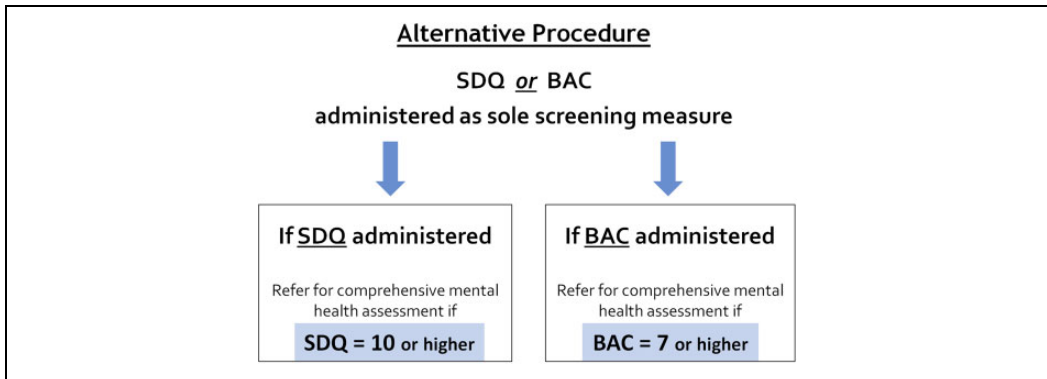 Alternative Procedure
SDQ or BAC
administered as sole screening measure
If SDQ administered
Refer for comprehensive mental
health assessment if
SDQ = 10 or higher
If BAC administered
Refer for comprehensive mental
health assessment if
BAC = 7 or higher